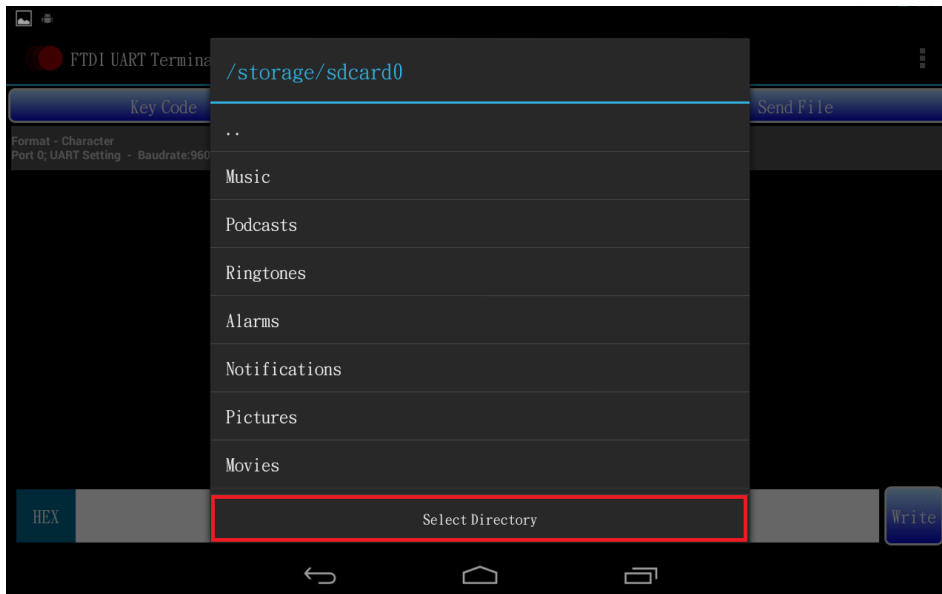 FTDI UART Termina
/storage/sdcard0
Key Code
Send File
Format - Character
Port 0; UART Setting - Baudrate:960
..
Music
Podcasts
Ringtones
Alarms
Notifications
Pictures
Movies
HEX
Select Directory
Write